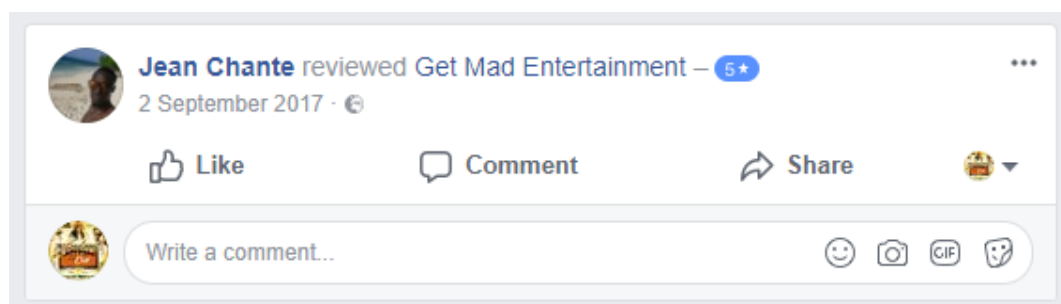 Jean Chante reviewed Get Mad Entertainment – 5★
2 September 2017 ·
Like Comment Share
Write a comment... GIF